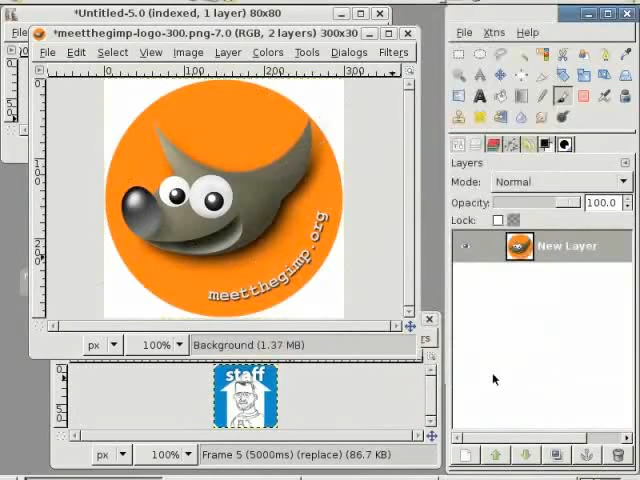 *Untitled-5.0 (indexed, 1 layer) 80x80
*meetthegimp-logo-300.png-7.0 (RGB, 2 layers) 300x30
File Edit Select View Image Layer Colors Tools Dialogs Filters
0 100 200 300
meetthegimp.org
px 100% Background (1.37 MB)
staff
px 100% Frame 5 (5000ms) (replace) (86.7 KB)
File Xtns Help
Layers
Mode: Normal
Opacity: 100.0
Lock:
New Layer